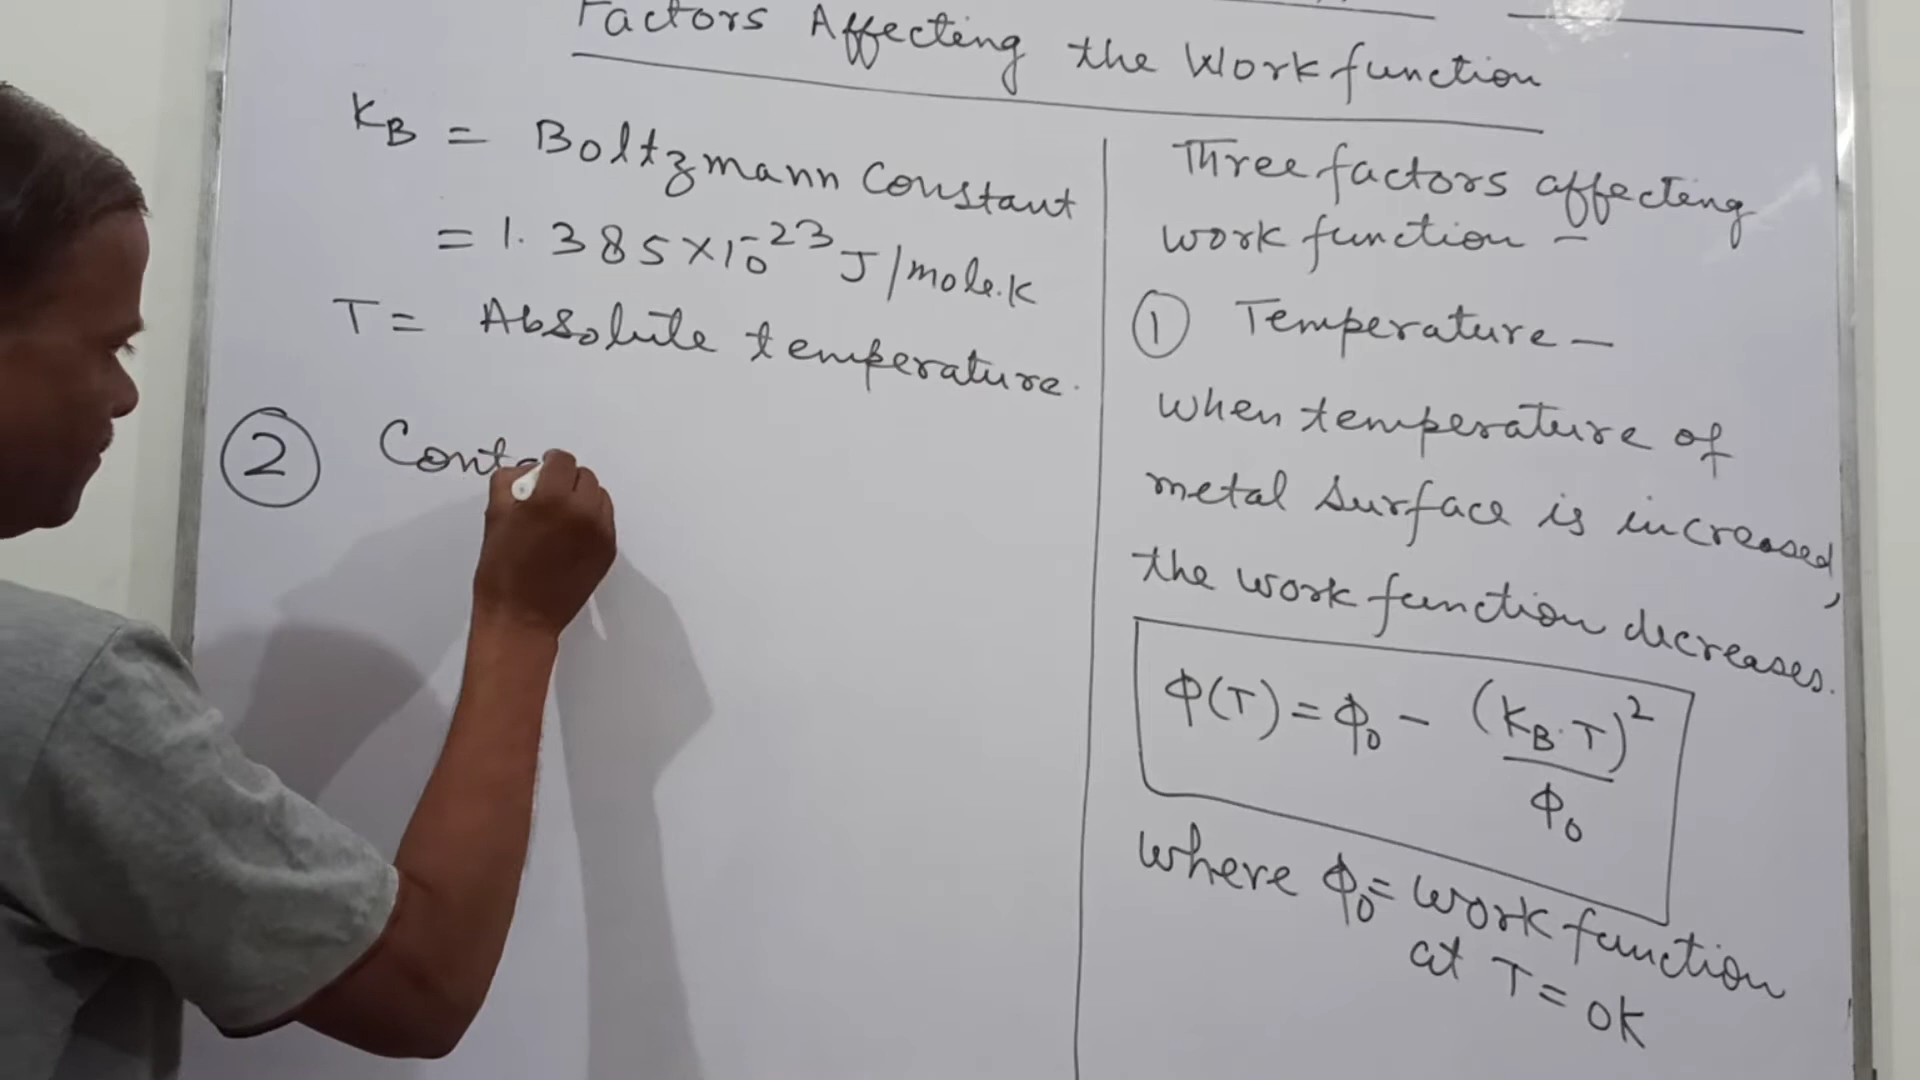 Factors Affecting the Work function
KB = Boltzmann Constant
= 1.385×10⁻²³ J/mole.K
T = Absolute temperature.
②
Three factors affecting
work function –
① Temperature –
when temperature of
metal surface is increased,
the work function decreases.
Φ(T) = Φ₀ – (KB.T)²/Φ₀
where Φ₀ = work function
at T = 0K